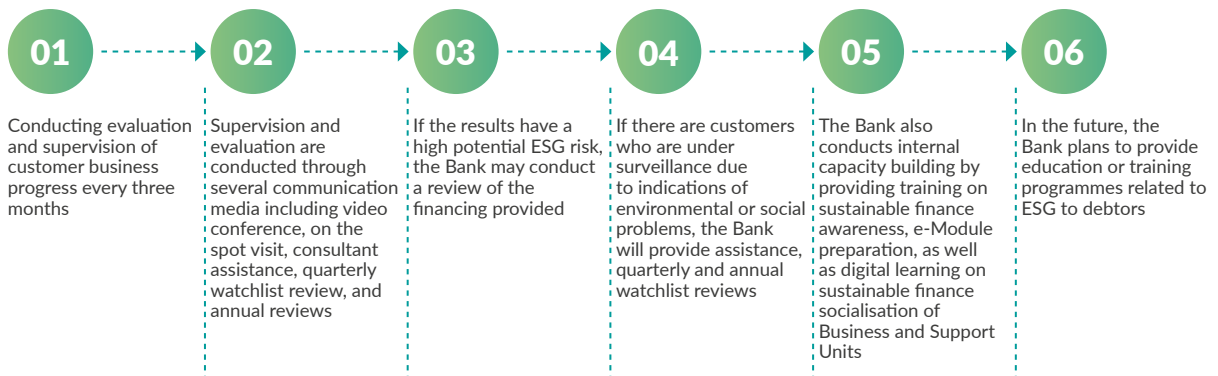 01
Conducting evaluation
and supervision of
customer business
progress every three
months
02
Supervision and
evaluation are
conducted through
several communication
media including video
conference, on the
spot visit, consultant
assistance, quarterly
watchlist review, and
annual reviews
03
If the results have a
high potential ESG risk,
the Bank may conduct
a review of the
financing provided
04
If there are customers
who are under
surveillance due
to indications of
environmental or social
problems, the Bank
will provide assistance,
quarterly and annual
watchlist reviews
05
The Bank also
conducts internal
capacity building by
providing training on
sustainable finance
awareness, e-Module
preparation, as well
as digital learning on
sustainable finance
socialisation of
Business and Support
Units
06
In the future, the
Bank plans to provide
education or training
programmes related to
ESG to debtors